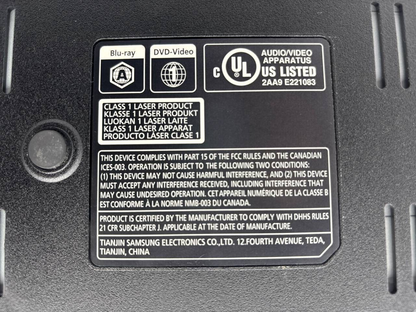 Blu-ray DVD-Video
A 1
AUDIO/VIDEO
APPARATUS
C UL US LISTED
2AA9 E221083
CLASS 1 LASER PRODUCT
KLASSE 1 LASER PRODUKT
LUOKAN 1 LASER LAITE
KLASS 1 LASER APPARAT
PRODUCTO LÁSER CLASE 1
THIS DEVICE COMPLIES WITH PART 15 OF THE FCC RULES AND THE CANADIAN
ICES-003. OPERATION IS SUBJECT TO THE FOLLOWING TWO CONDITIONS:
(1) THIS DEVICE MAY NOT CAUSE HARMFUL INTERFERENCE, AND (2) THIS DEVICE
MUST ACCEPT ANY INTERFERENCE RECEIVED, INCLUDING INTERFERENCE THAT MAY
CAUSE UNDESIRED OPERATION. CET APPAREIL NUMÉRIQUE DE LA CLASSE B
EST CONFORME À LA NORME NMB-003 DU CANADA.
PRODUCT IS CERTIFIED BY THE MANUFACTURER TO COMPLY WITH DHHS RULES
21 CFR SUBCHAPTER J. APPLICABLE AT THE DATE OF MANUFACTURE.
TIANJIN SAMSUNG ELECTRONICS CO.,LTD. 12.FOURTH AVENUE, TEDA,
TIANJIN, CHINA